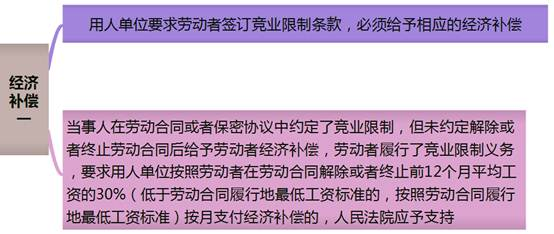 用人单位要求劳动者签订竞业限制条款，必须给予相应的经济补偿
经济
补偿
一
当事人在劳动合同或者保密协议中约定了竞业限制，但未约定解除或
者终止劳动合同后给予劳动者经济补偿，劳动者履行了竞业限制义务
，要求用人单位按照劳动者在劳动合同解除或者终止前12个月平均工
资的30%（低于劳动合同履行地最低工资标准的，按照劳动合同履行
地最低工资标准）按月支付经济补偿的，人民法院应予支持